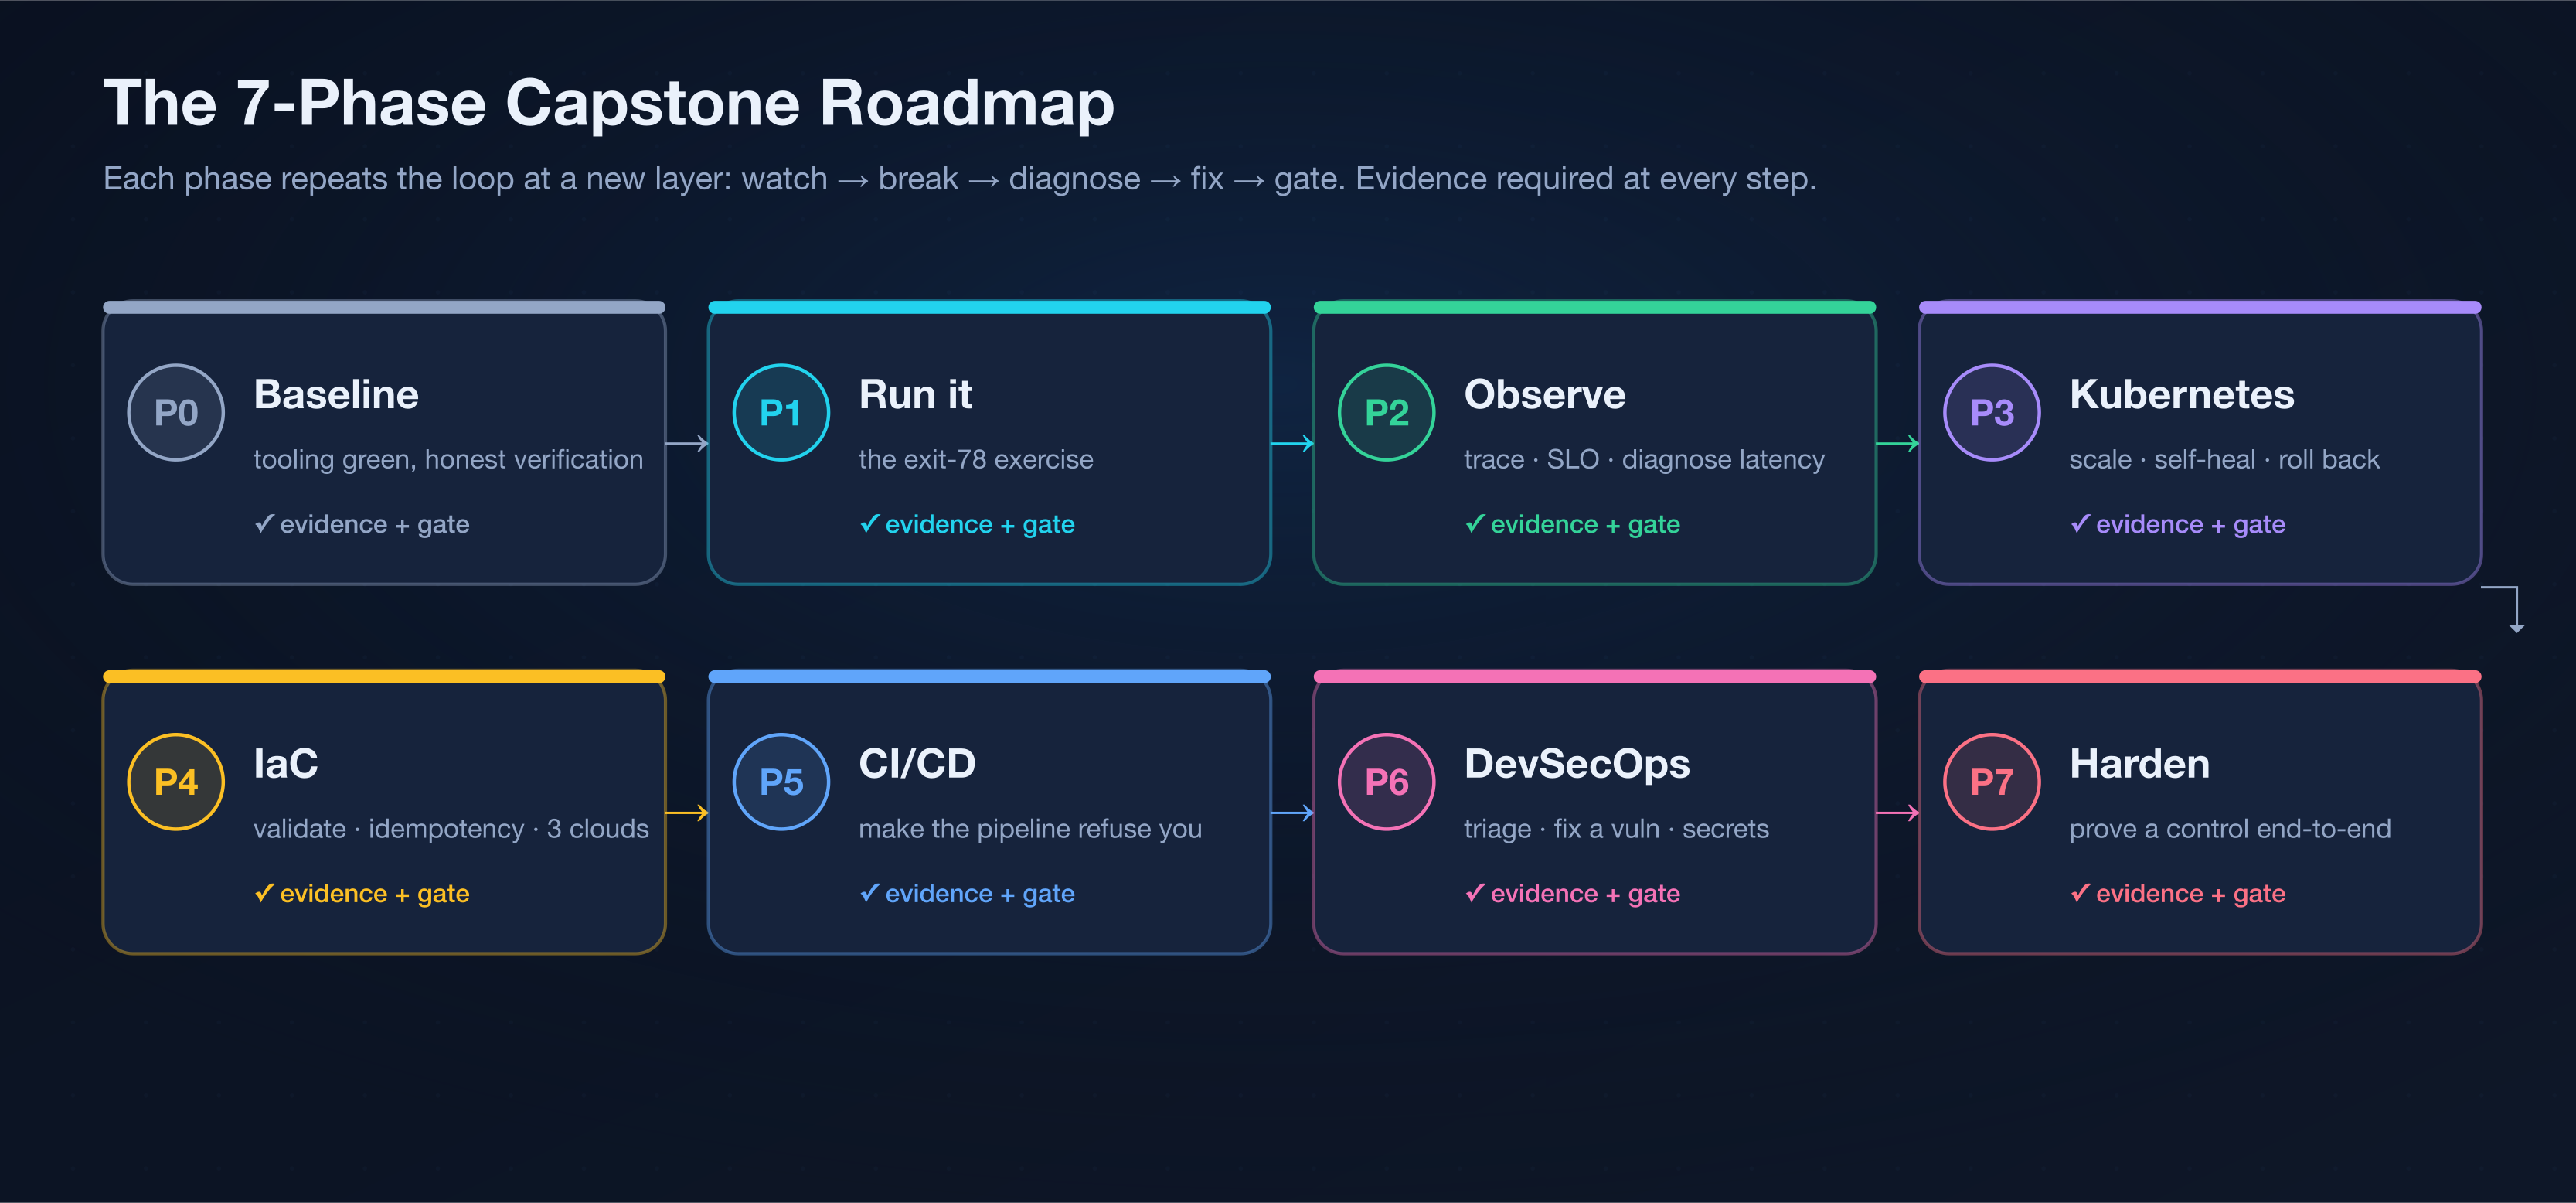 The 7-Phase Capstone Roadmap
Each phase repeats the loop at a new layer: watch → break → diagnose → fix → gate. Evidence required at every step.
P0
Baseline
tooling green, honest verification
✓ evidence + gate
P1
Run it
the exit-78 exercise
✓ evidence + gate
P2
Observe
trace · SLO · diagnose latency
✓ evidence + gate
P3
Kubernetes
scale · self-heal · roll back
✓ evidence + gate
P4
IaC
validate · idempotency · 3 clouds
✓ evidence + gate
P5
CI/CD
make the pipeline refuse you
✓ evidence + gate
P6
DevSecOps
triage · fix a vuln · secrets
✓ evidence + gate
P7
Harden
prove a control end-to-end
✓ evidence + gate